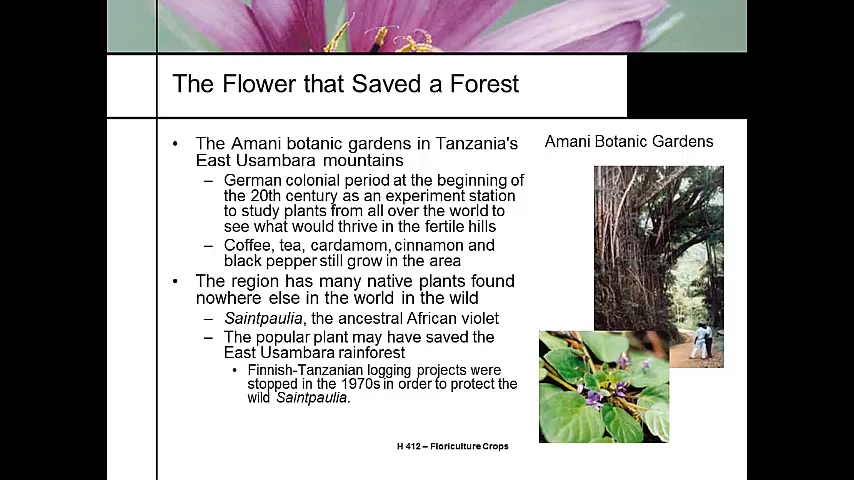 The Flower that Saved a Forest
• The Amani botanic gardens in Tanzania's
East Usambara mountains
– German colonial period at the beginning of
the 20th century as an experiment station
to study plants from all over the world to
see what would thrive in the fertile hills
– Coffee, tea, cardamom, cinnamon and
black pepper still grow in the area
• The region has many native plants found
nowhere else in the world in the wild
– Saintpaulia, the ancestral African violet
– The popular plant may have saved the
East Usambara rainforest
• Finnish-Tanzanian logging projects were
stopped in the 1970s in order to protect the
wild Saintpaulia.
Amani Botanic Gardens
H 412 – Floriculture Crops